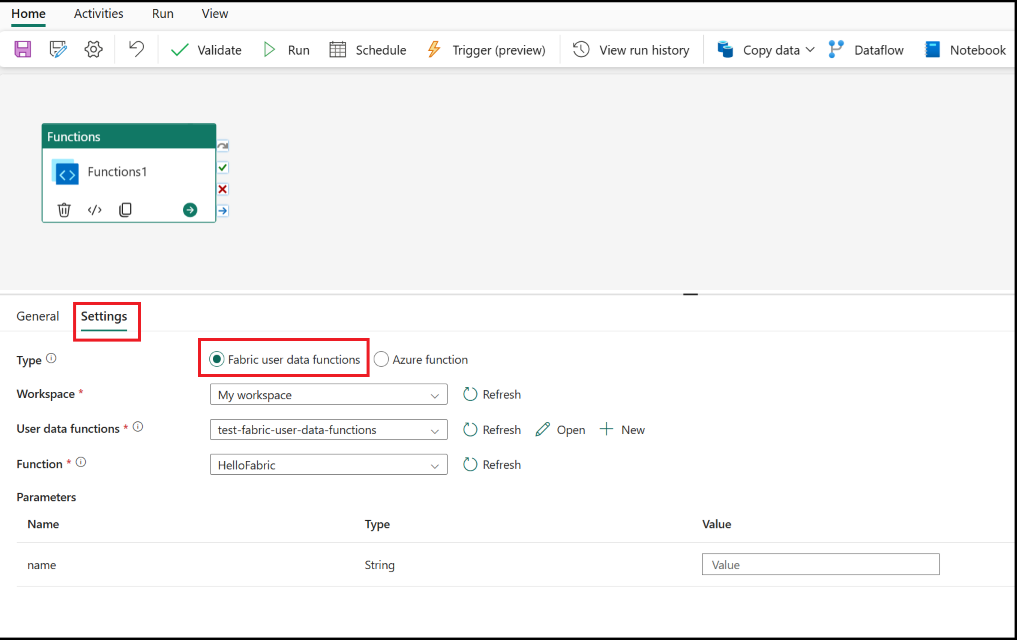 Home Activities Run View
Validate Run Schedule Trigger (preview) View run history Copy data Dataflow Notebook
Functions
Functions1
General Settings
Type Fabric user data functions Azure function
Workspace * My workspace Refresh
User data functions * test-fabric-user-data-functions Refresh Open New
Function * HelloFabric Refresh
Parameters
Name Type Value
name String Value